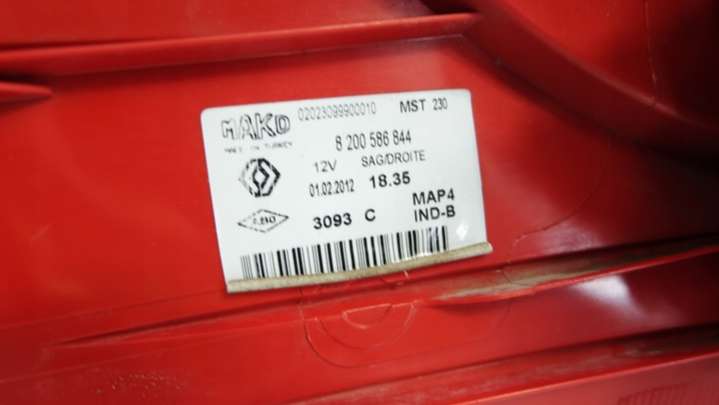 MAKO 02023099900010 MST 230
MADE IN TURKEY
8 200 586 844
12V SAG/DROITE
01.02.2012 18.35
3093 C MAP4
IND-B